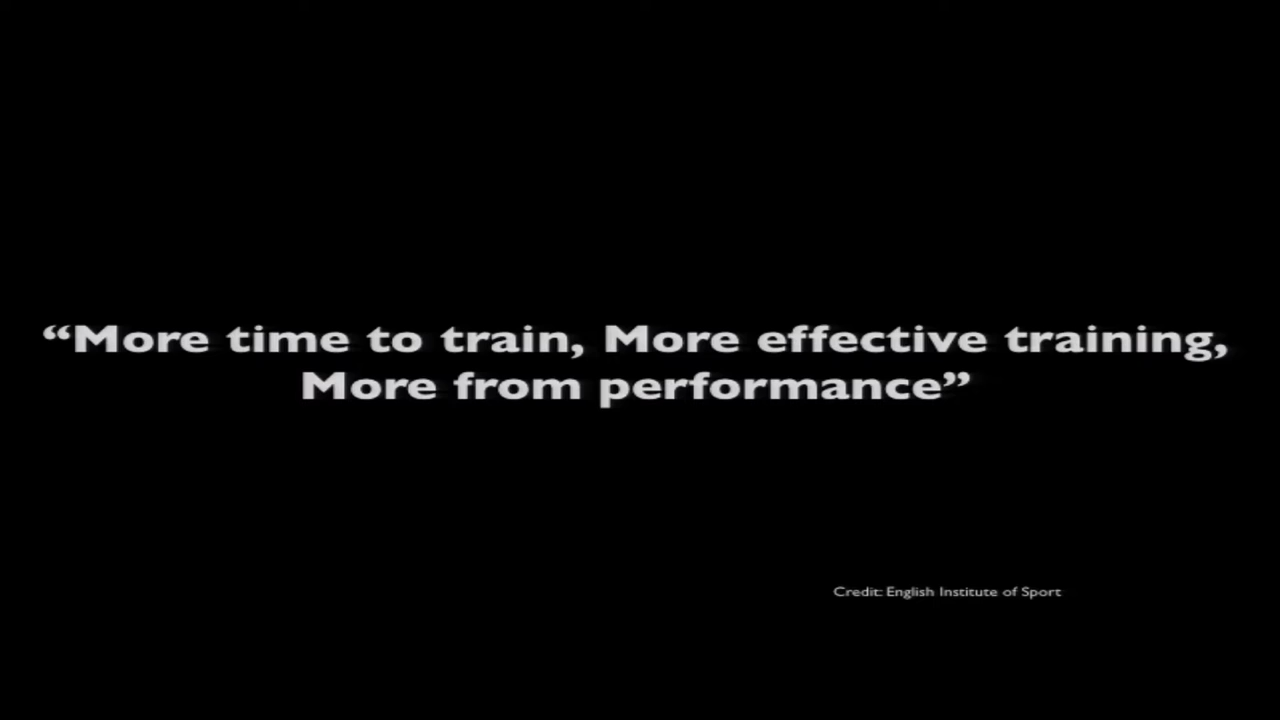 “More time to train, More effective training,
More from performance”
Credit: English Institute of Sport